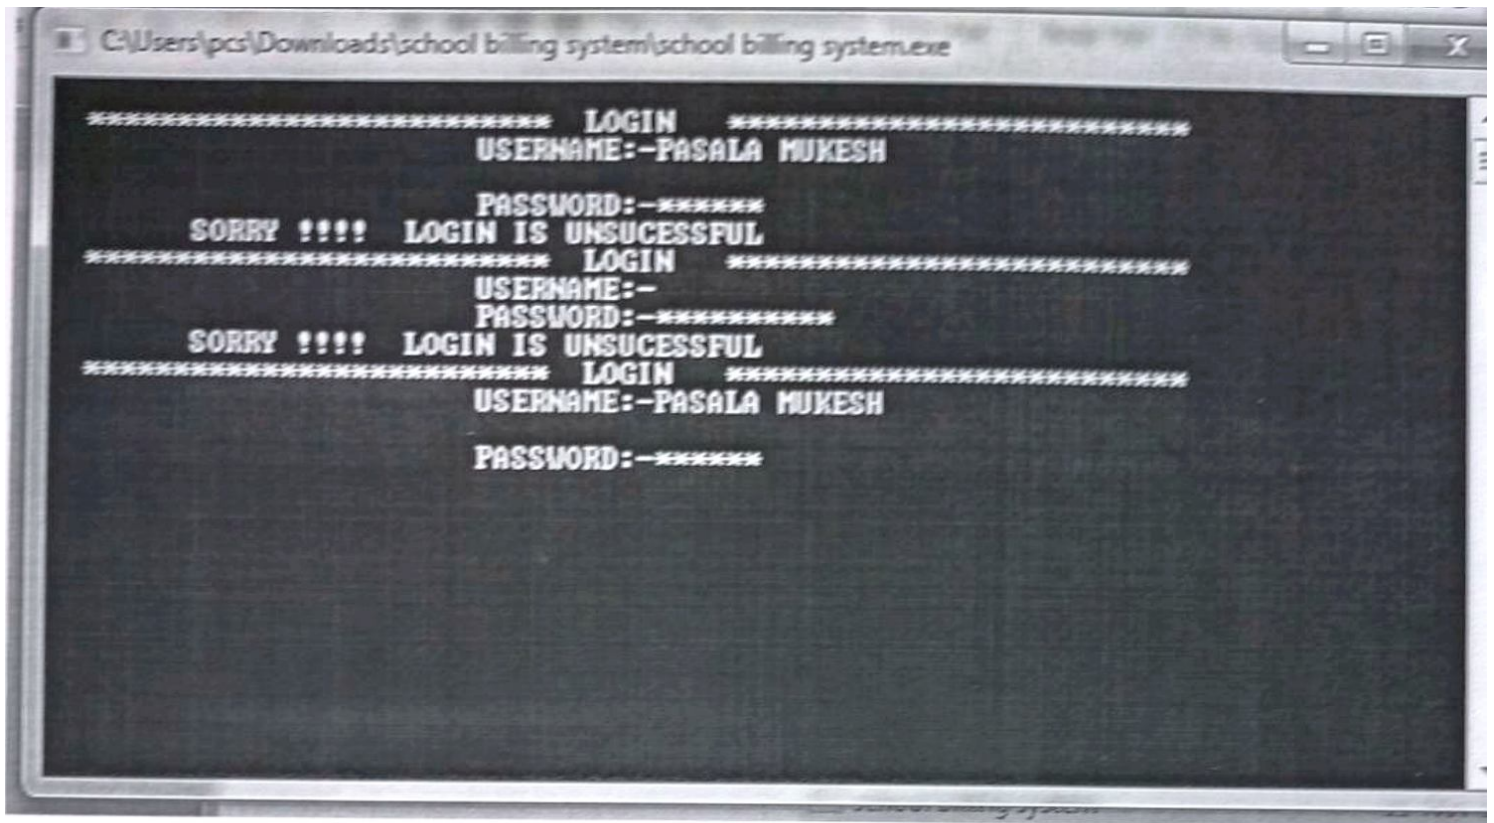 C:\Users\pcs\Downloads\school billing system\school billing system.exe
************************** LOGIN **************************
USERNAME:-PASALA MUKESH
PASSWORD:-******
SORRY !!!! LOGIN IS UNSUCESSFUL
************************** LOGIN **************************
USERNAME:-
PASSWORD:-**********
SORRY !!!! LOGIN IS UNSUCESSFUL
************************** LOGIN **************************
USERNAME:-PASALA MUKESH
PASSWORD:-******